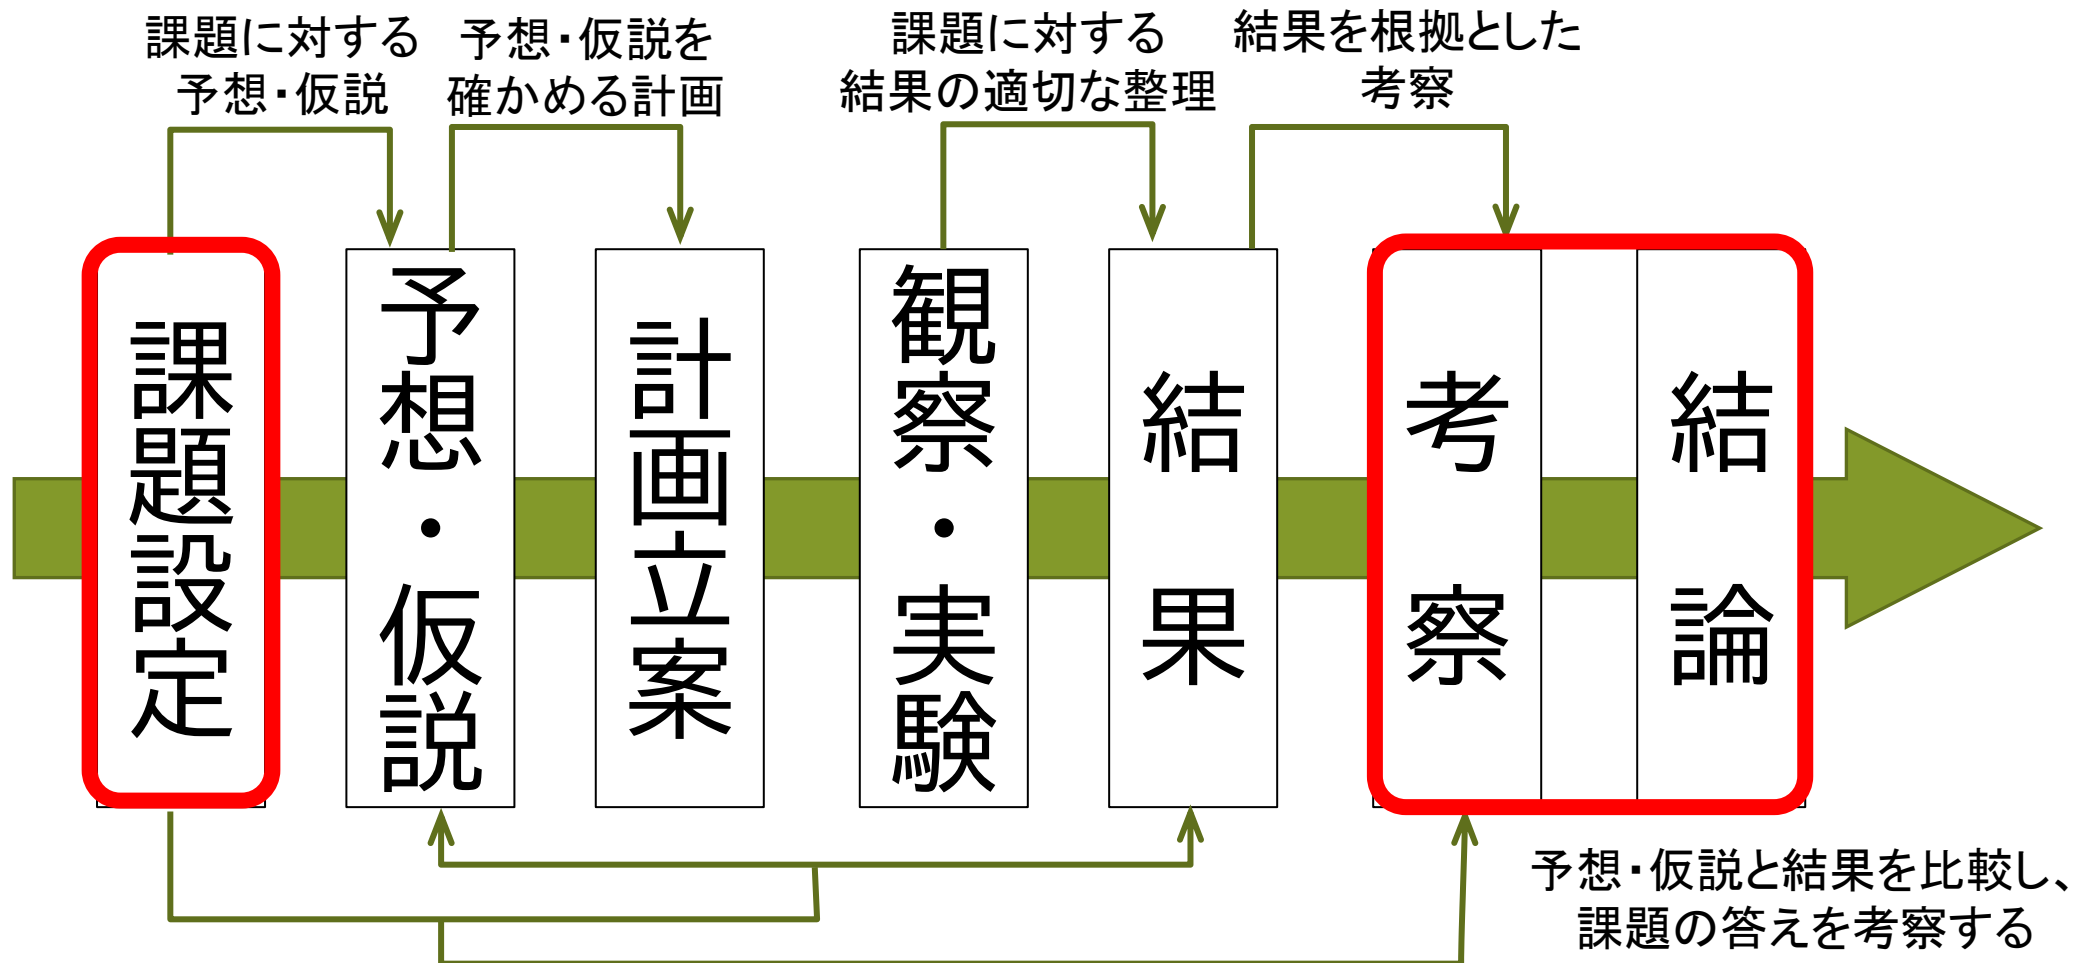 課題に対する
予想・仮説
予想・仮説を
確かめる計画
課題に対する
結果の適切な整理
結果を根拠とした
考察
課題設定
予想・仮説
計画立案
観察・実験
結果
考察
結論
予想・仮説と結果を比較し、
課題の答えを考察する